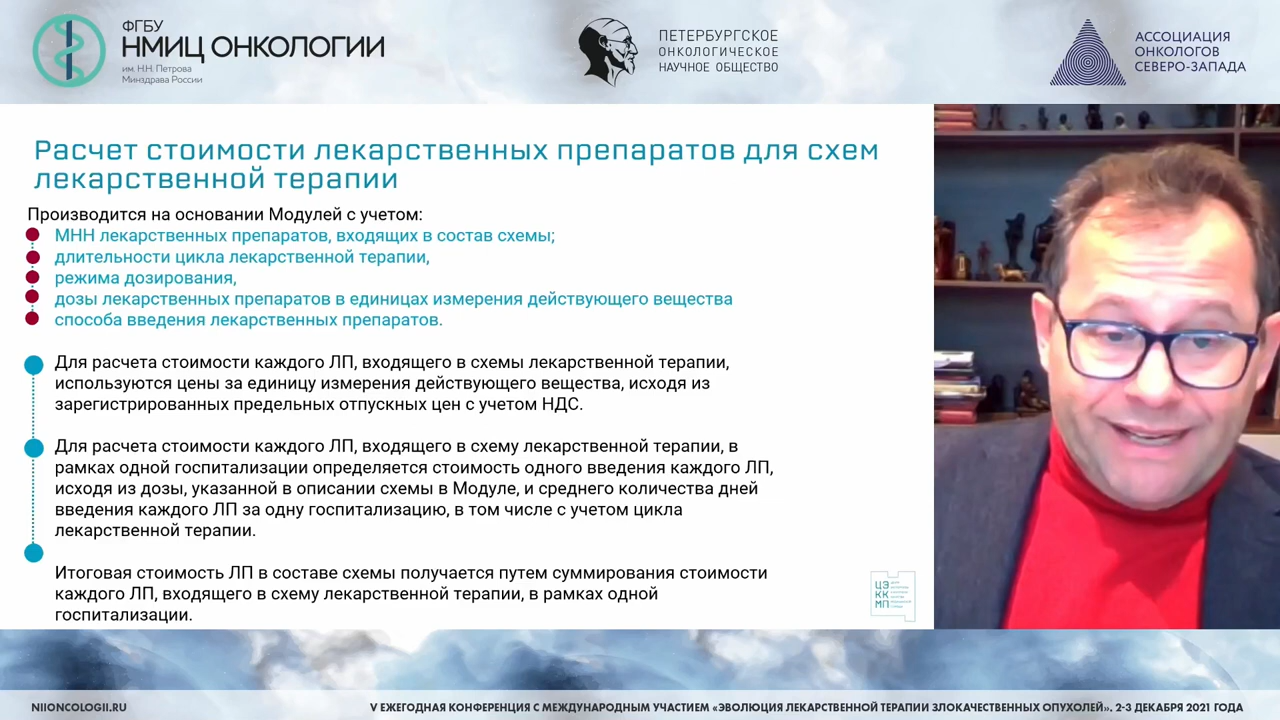 ФГБУ
НМИЦ ОНКОЛОГИИ
им. Н.Н. Петрова
Минздрава России
ПЕТЕРБУРГСКОЕ
ОНКОЛОГИЧЕСКОЕ
НАУЧНОЕ ОБЩЕСТВО
АССОЦИАЦИЯ
ОНКОЛОГОВ
СЕВЕРО-ЗАПАДА
Расчет стоимости лекарственных препаратов для схем
лекарственной терапии
Производится на основании Модулей с учетом:
МНН лекарственных препаратов, входящих в состав схемы;
длительности цикла лекарственной терапии,
режима дозирования,
дозы лекарственных препаратов в единицах измерения действующего вещества
способа введения лекарственных препаратов.
Для расчета стоимости каждого ЛП, входящего в схемы лекарственной терапии,
используются цены за единицу измерения действующего вещества, исходя из
зарегистрированных предельных отпускных цен с учетом НДС.
Для расчета стоимости каждого ЛП, входящего в схему лекарственной терапии, в
рамках одной госпитализации определяется стоимость одного введения каждого ЛП,
исходя из дозы, указанной в описании схемы в Модуле, и среднего количества дней
введения каждого ЛП за одну госпитализацию, в том числе с учетом цикла
лекарственной терапии.
Итоговая стоимость ЛП в составе схемы получается путем суммирования стоимости
каждого ЛП, входящего в схему лекарственной терапии, в рамках одной
госпитализации.
ЦЭ
КК
МП
NIIONCOLOGII.RU
V ЕЖЕГОДНАЯ КОНФЕРЕНЦИЯ С МЕЖДУНАРОДНЫМ УЧАСТИЕМ «ЭВОЛЮЦИЯ ЛЕКАРСТВЕННОЙ ТЕРАПИИ ЗЛОКАЧЕСТВЕННЫХ ОПУХОЛЕЙ». 2-3 ДЕКАБРЯ 2021 ГОДА